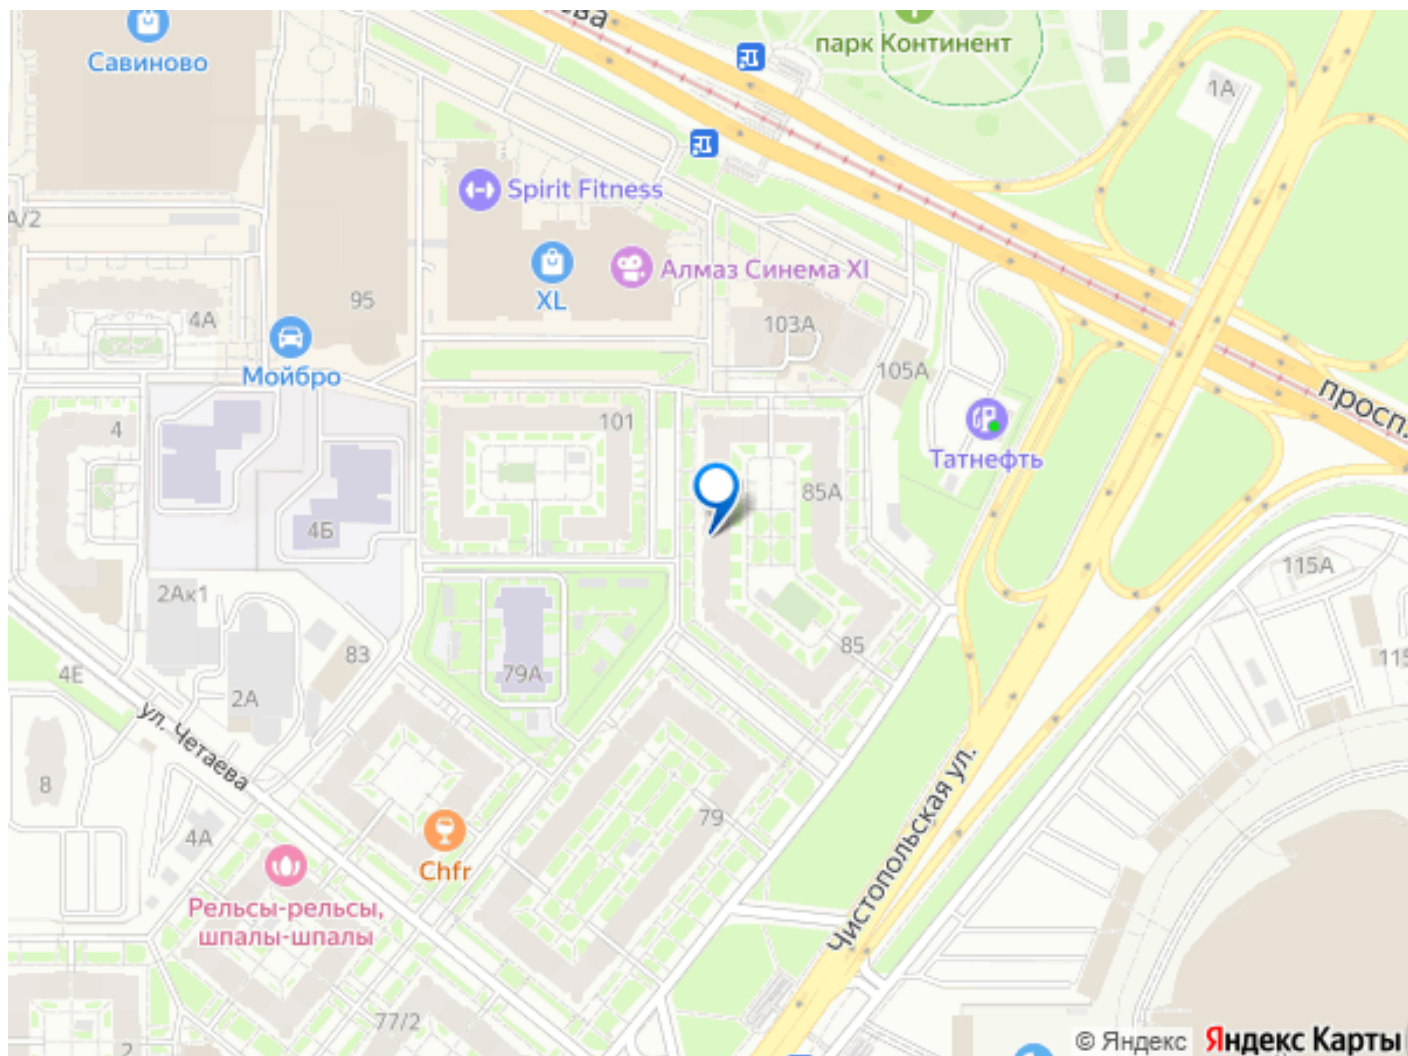 ева
парк Континент
Савиново
1А
А/2
Spirit Fitness
Алмаз Синема XI
XL
95
4А
103А
Мойбро
105А
просп.
101
4
Татнефть
85А
4Б
115А
2Ак1
83
85
115
4Е
79А
2А
ул. Четаева
8
79
4А
Chfr
Чистопольская ул.
Рельсы-рельсы,
шпалы-шпалы
77/2
2
© Яндекс Яндекс Карты